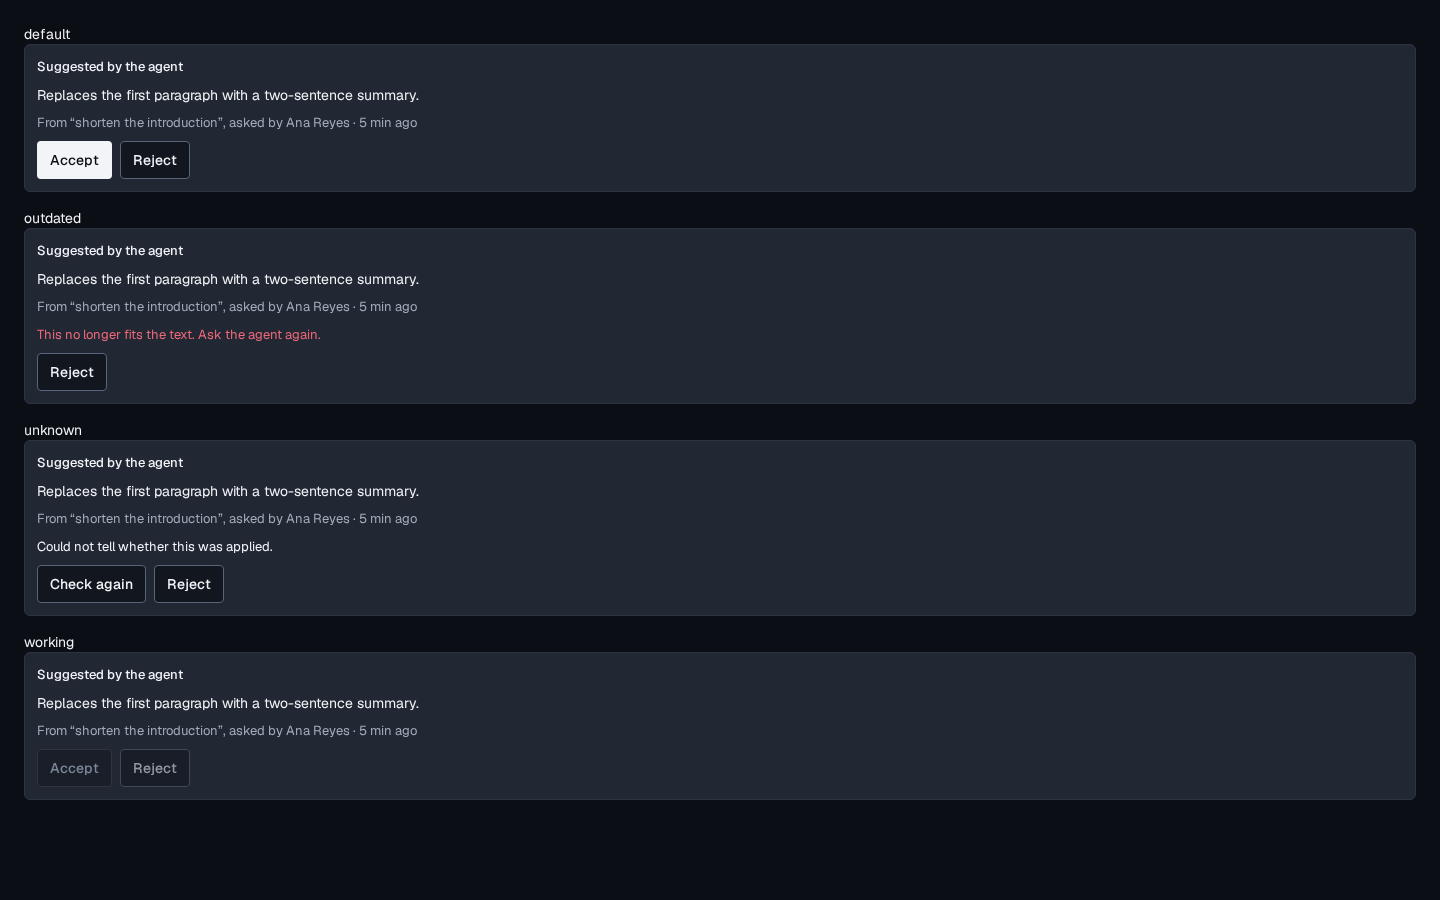 default
Suggested by the agent
Replaces the first paragraph with a two-sentence summary.
From “shorten the introduction”, asked by Ana Reyes · 5 min ago
Accept Reject
outdated
Suggested by the agent
Replaces the first paragraph with a two-sentence summary.
From “shorten the introduction”, asked by Ana Reyes · 5 min ago
This no longer fits the text. Ask the agent again.
Reject
unknown
Suggested by the agent
Replaces the first paragraph with a two-sentence summary.
From “shorten the introduction”, asked by Ana Reyes · 5 min ago
Could not tell whether this was applied.
Check again Reject
working
Suggested by the agent
Replaces the first paragraph with a two-sentence summary.
From “shorten the introduction”, asked by Ana Reyes · 5 min ago
Accept Reject